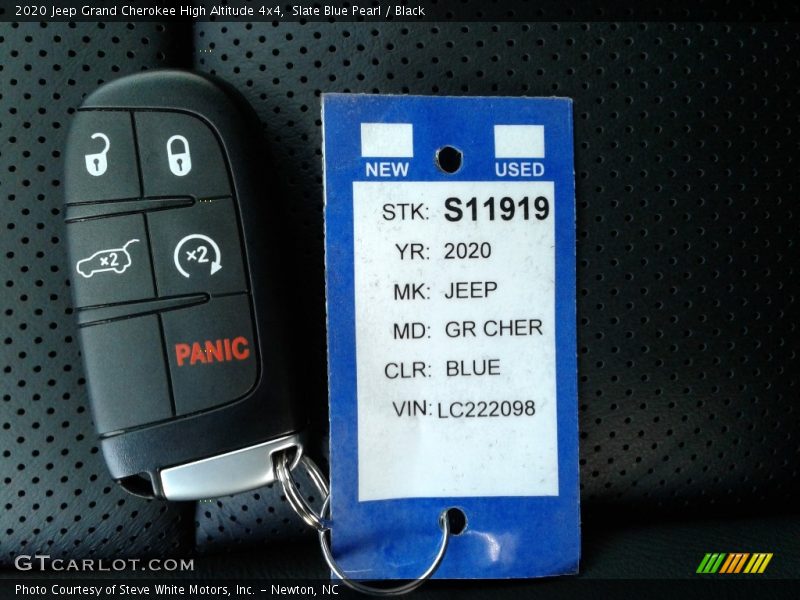 2020 Jeep Grand Cherokee High Altitude 4x4, Slate Blue Pearl / Black
NEW USED
STK: S11919
YR: 2020
MK: JEEP
MD: GR CHER
CLR: BLUE
VIN: LC222098
x2 x2
PANIC
GTCARLOT.COM
Photo Courtesy of Steve White Motors, Inc. - Newton, NC